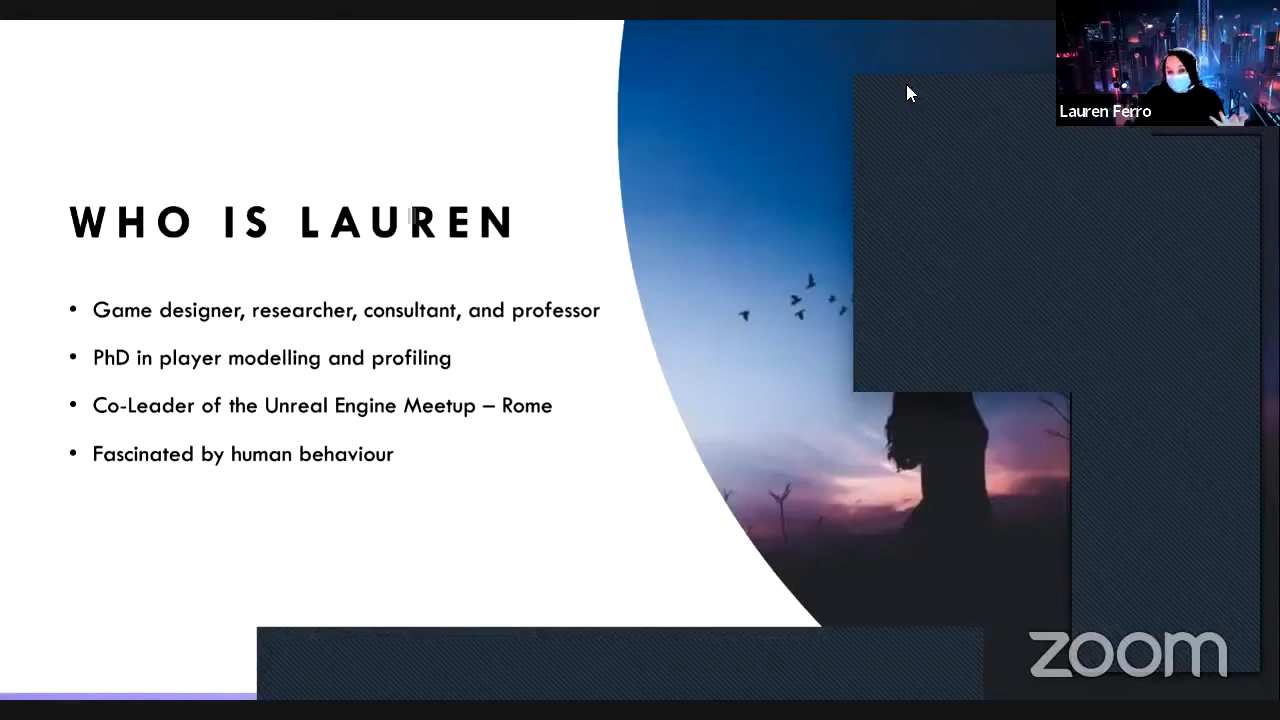 Lauren Ferro
WHO IS LAUREN
• Game designer, researcher, consultant, and professor
• PhD in player modelling and profiling
• Co-Leader of the Unreal Engine Meetup – Rome
• Fascinated by human behaviour
zoom